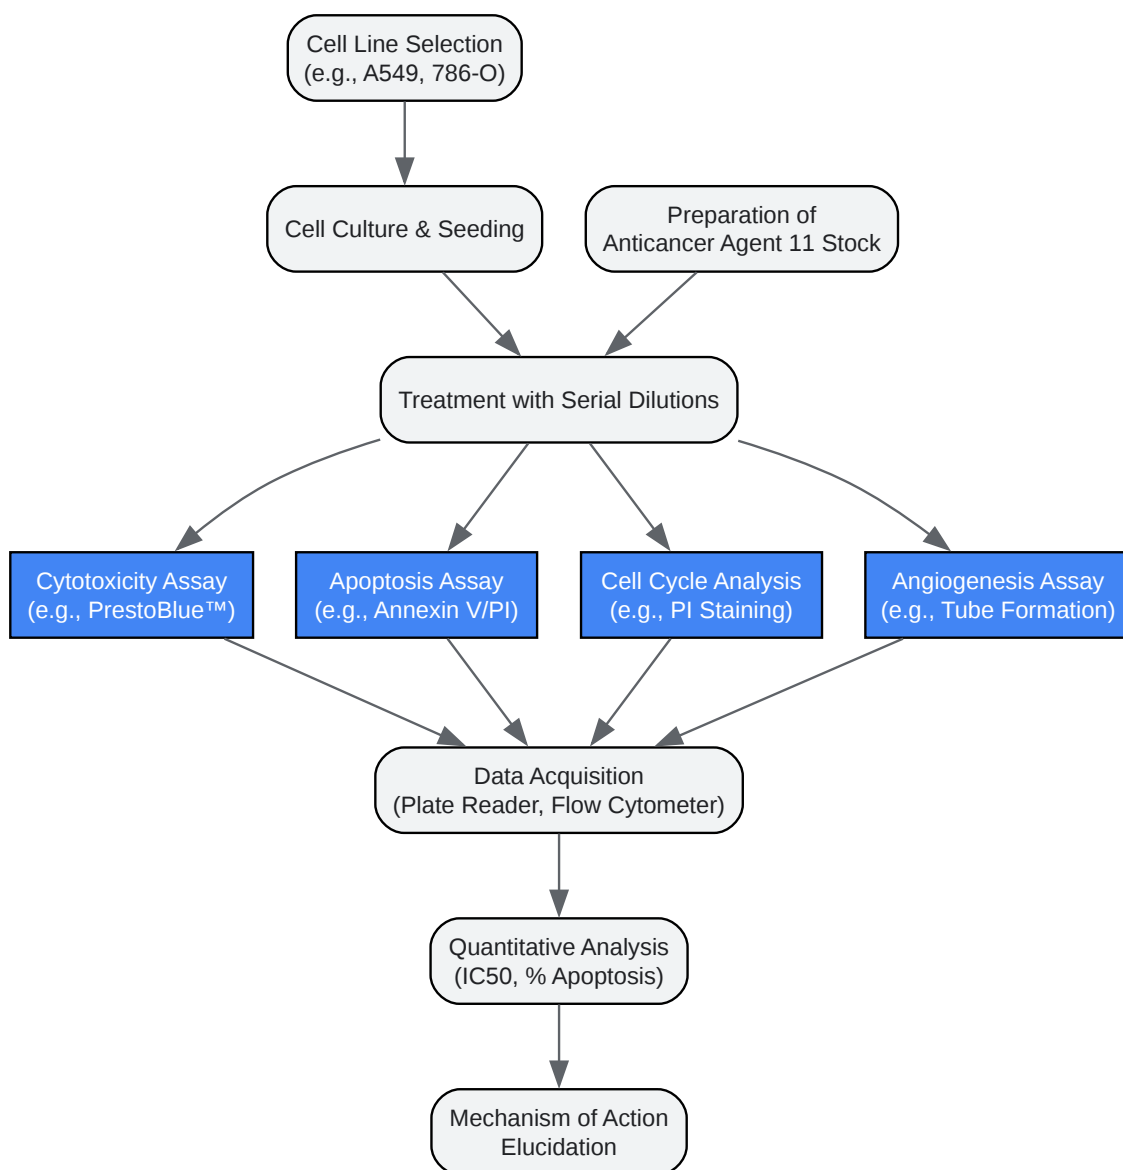 Cell Line Selection
(e.g., A549, 786-O)
Cell Culture & Seeding
Preparation of
Anticancer Agent 11 Stock
Treatment with Serial Dilutions
Cytotoxicity Assay
(e.g., PrestoBlue™)
Apoptosis Assay
(e.g., Annexin V/PI)
Cell Cycle Analysis
(e.g., PI Staining)
Angiogenesis Assay
(e.g., Tube Formation)
Data Acquisition
(Plate Reader, Flow Cytometer)
Quantitative Analysis
(IC50, % Apoptosis)
Mechanism of Action
Elucidation